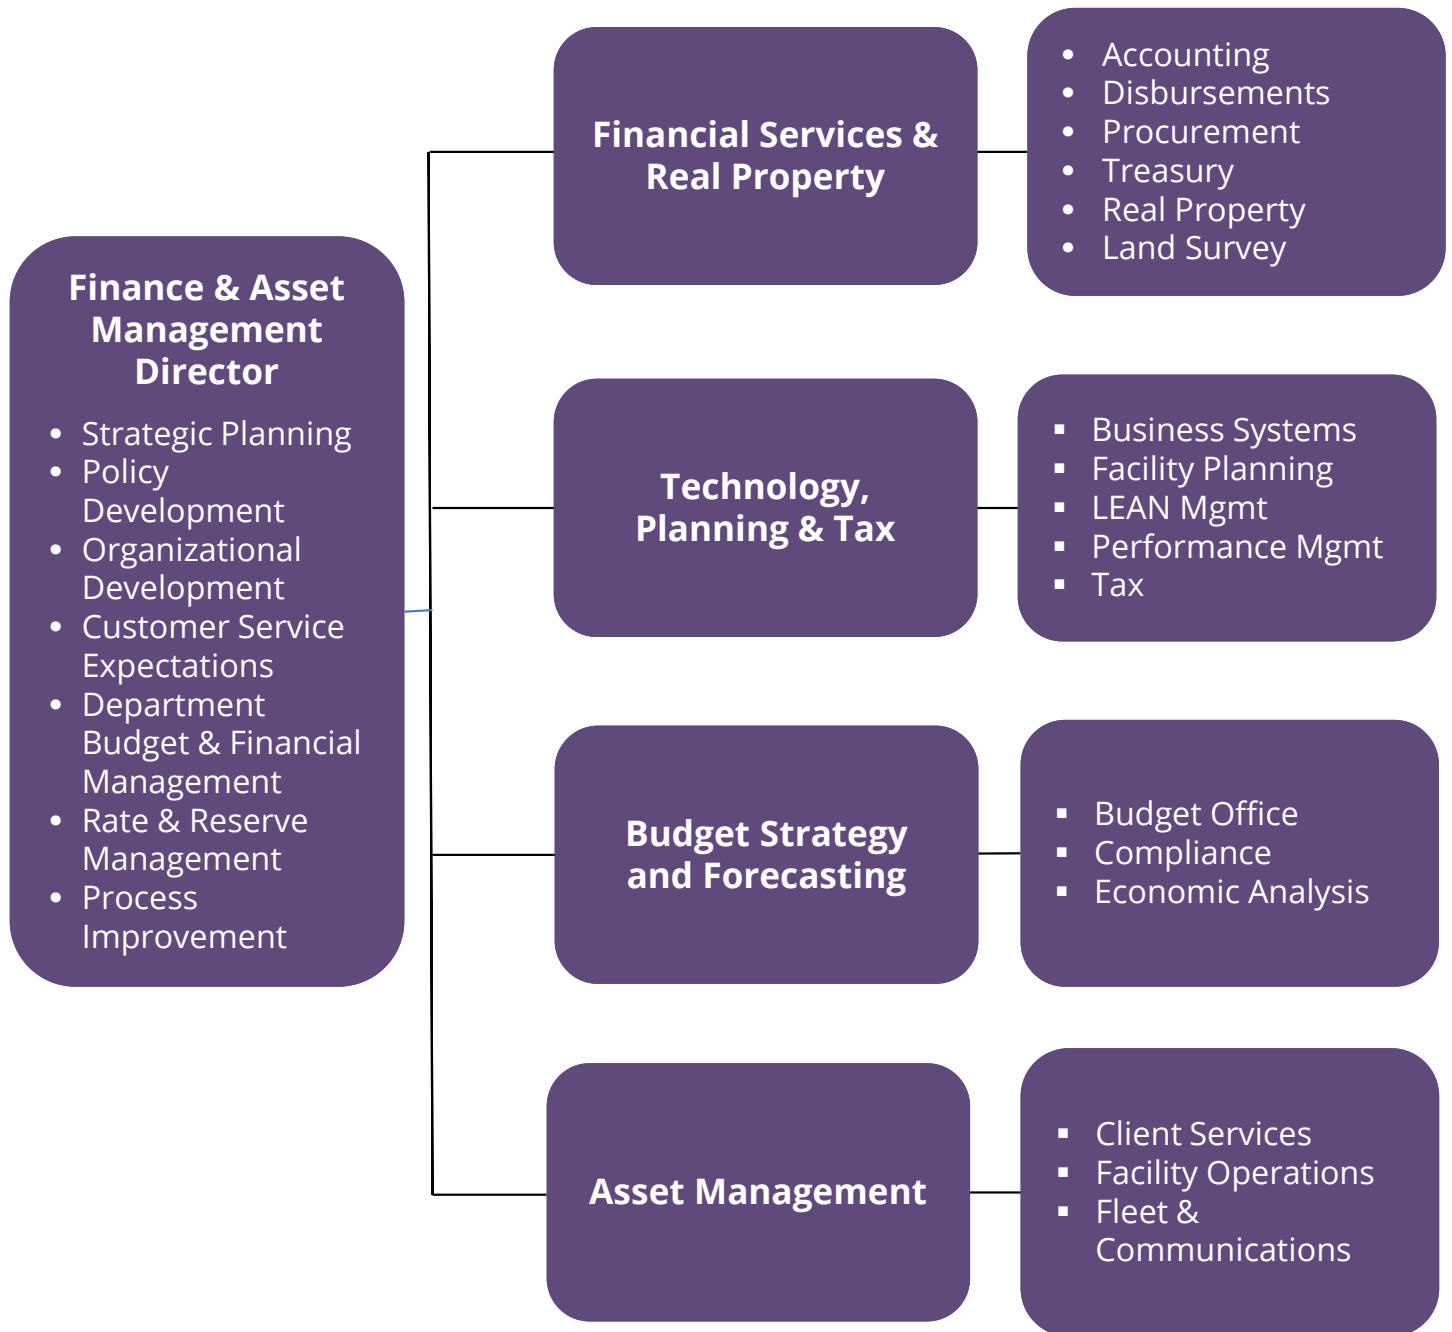 Finance & Asset
Management
Director
• Strategic Planning
• Policy
Development
• Organizational
Development
• Customer Service
Expectations
• Department
Budget & Financial
Management
• Rate & Reserve
Management
• Process
Improvement
Financial Services &
Real Property
• Accounting
• Disbursements
• Procurement
• Treasury
• Real Property
• Land Survey
Technology,
Planning & Tax
▪ Business Systems
▪ Facility Planning
▪ LEAN Mgmt
▪ Performance Mgmt
▪ Tax
Budget Strategy
and Forecasting
▪ Budget Office
▪ Compliance
▪ Economic Analysis
Asset Management
▪ Client Services
▪ Facility Operations
▪ Fleet &
Communications